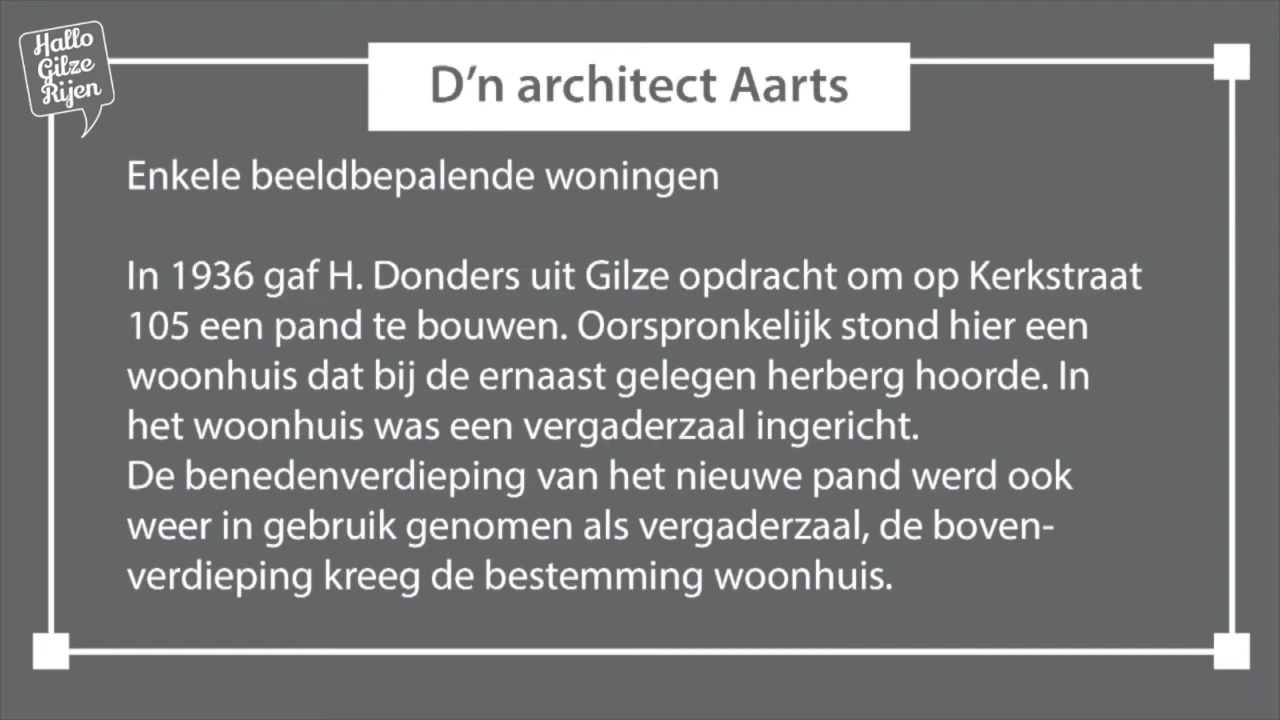 Hallo
Gilze
Rijen
D’n architect Aarts
Enkele beeldbepalende woningen
In 1936 gaf H. Donders uit Gilze opdracht om op Kerkstraat
105 een pand te bouwen. Oorspronkelijk stond hier een
woonhuis dat bij de ernaast gelegen herberg hoorde. In
het woonhuis was een vergaderzaal ingericht.
De benedenverdieping van het nieuwe pand werd ook
weer in gebruik genomen als vergaderzaal, de boven-
verdieping kreeg de bestemming woonhuis.